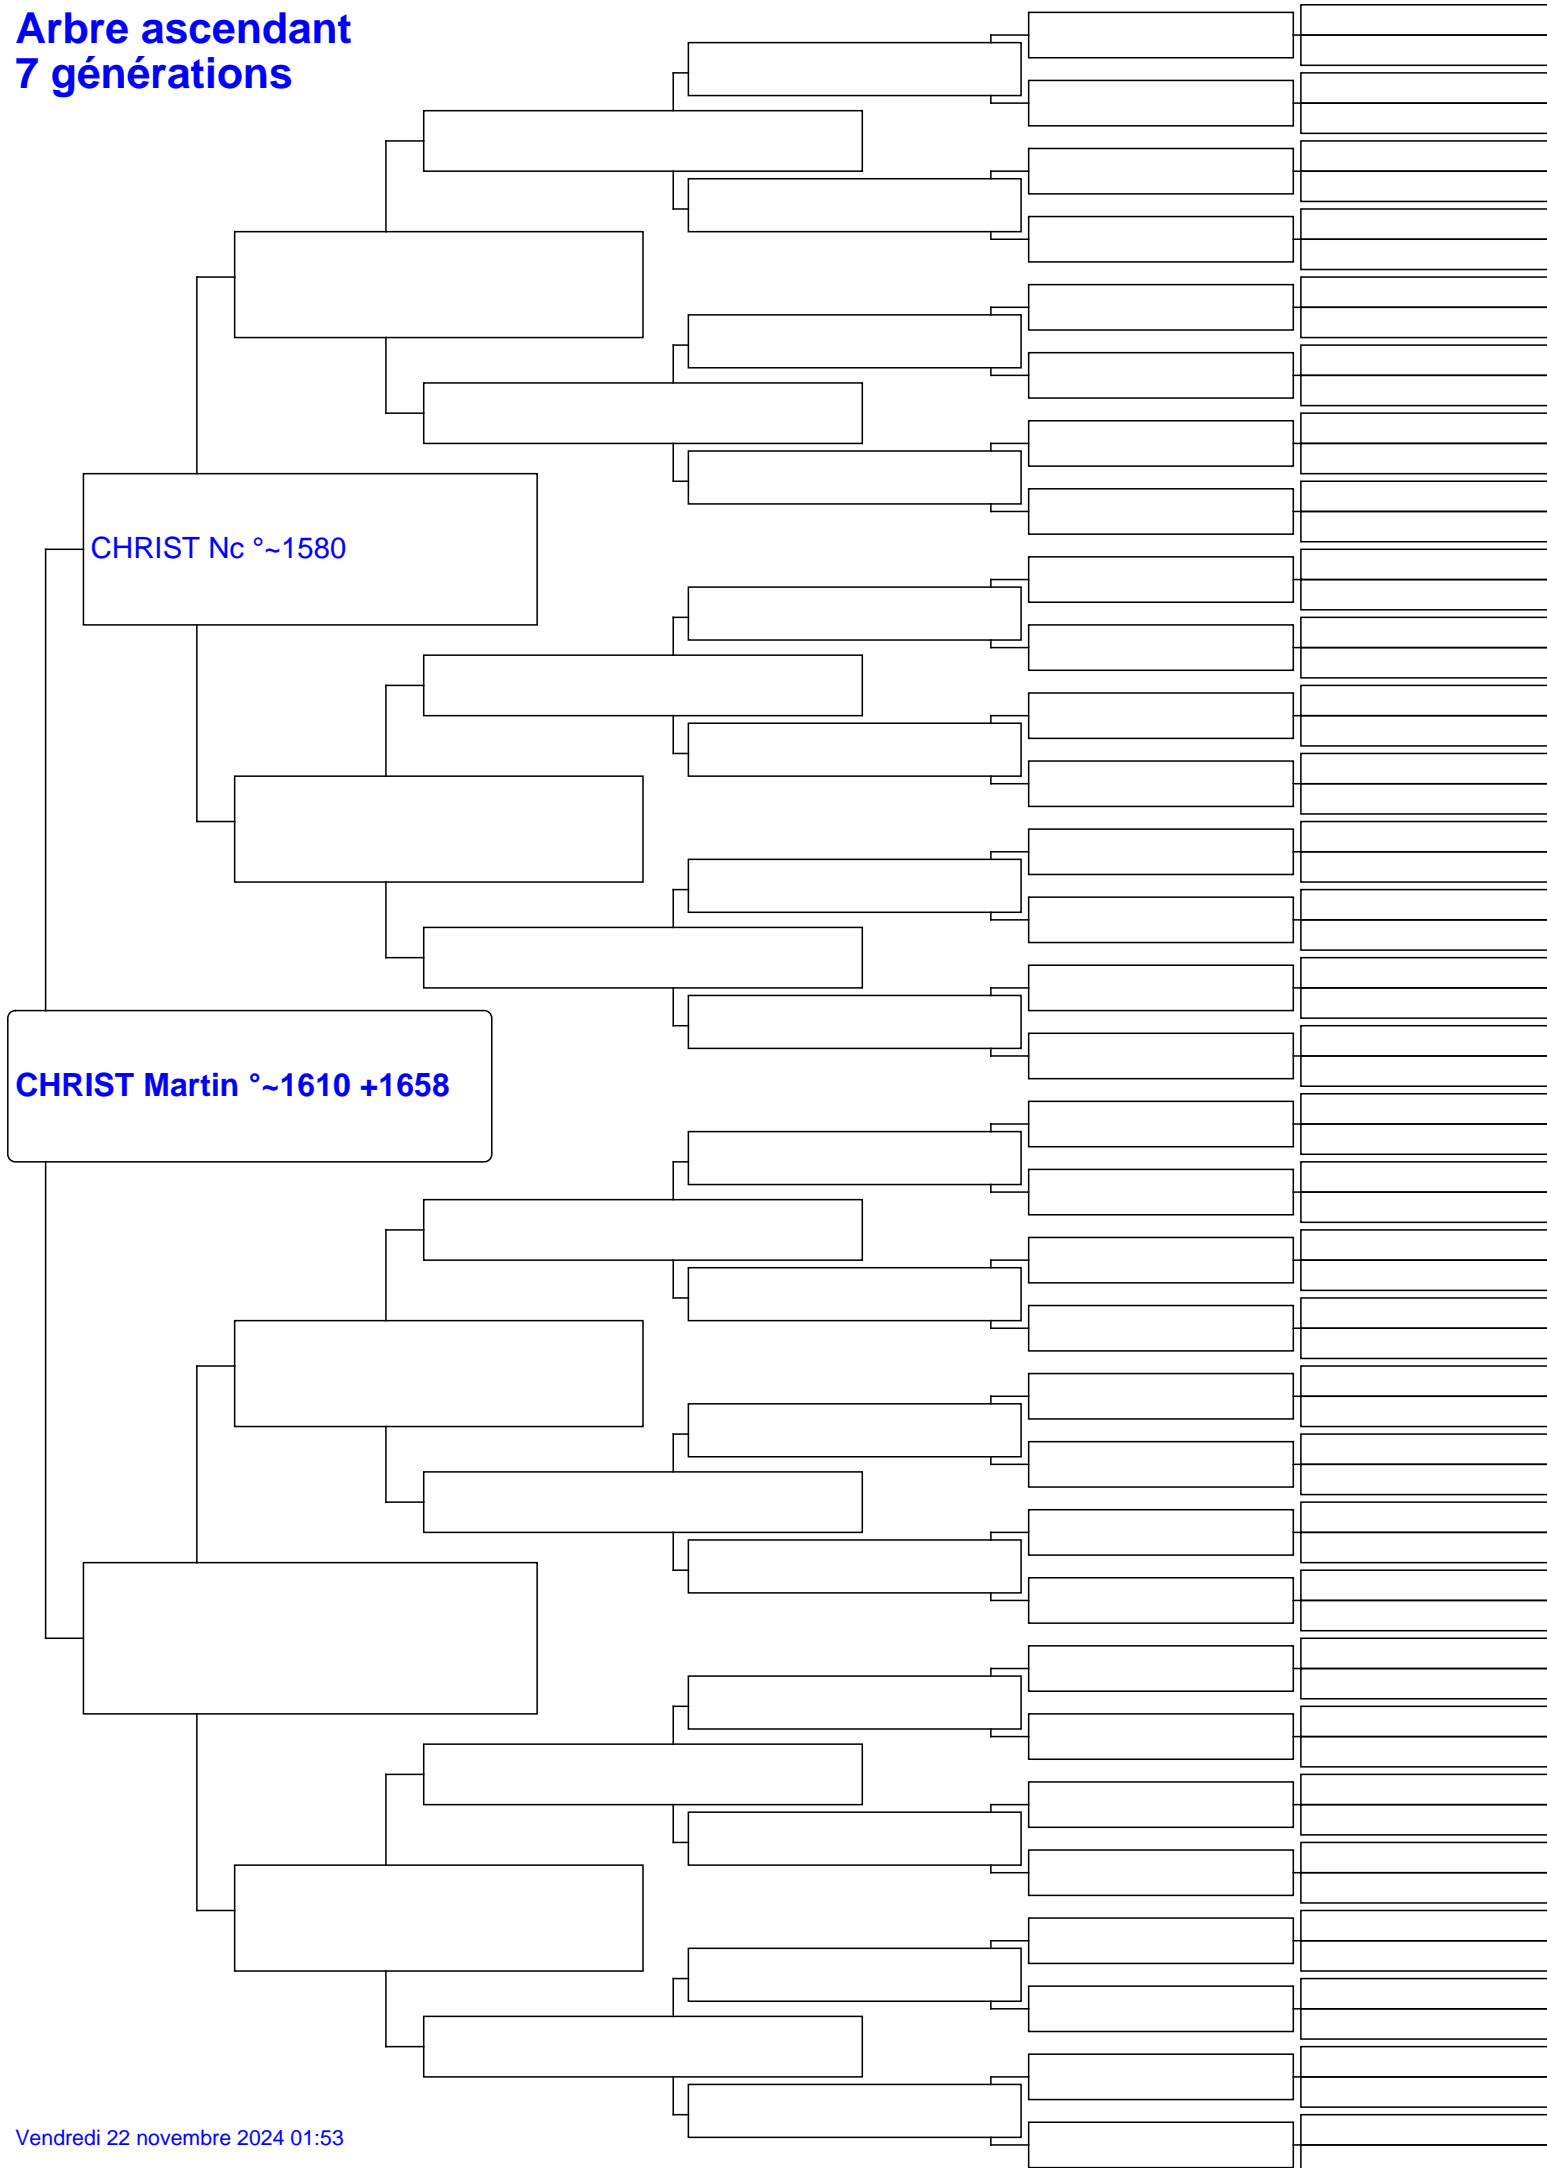 Arbre ascendant
7 générations
CHRIST Nc °~1580
CHRIST Martin °~1610 +1658
Vendredi 22 novembre 2024 01:53